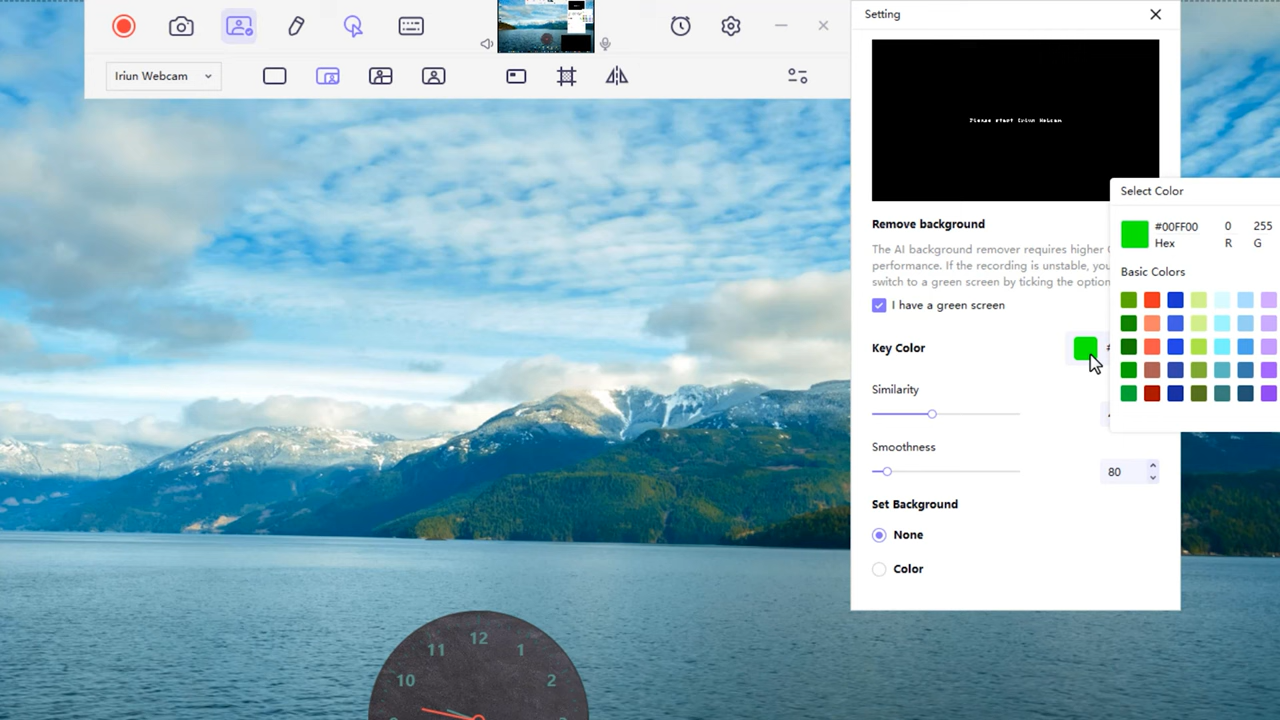 Setting
Iriun Webcam
Please start Iriun Webcam
Select Color
#00FF00 0 255
Hex R G
Remove background
The AI background remover requires higher
performance. If the recording is unstable, you
switch to a green screen by ticking the option
Basic Colors
I have a green screen
Key Color
Similarity
Smoothness
80
Set Background
None
Color
12
11 1
10 2